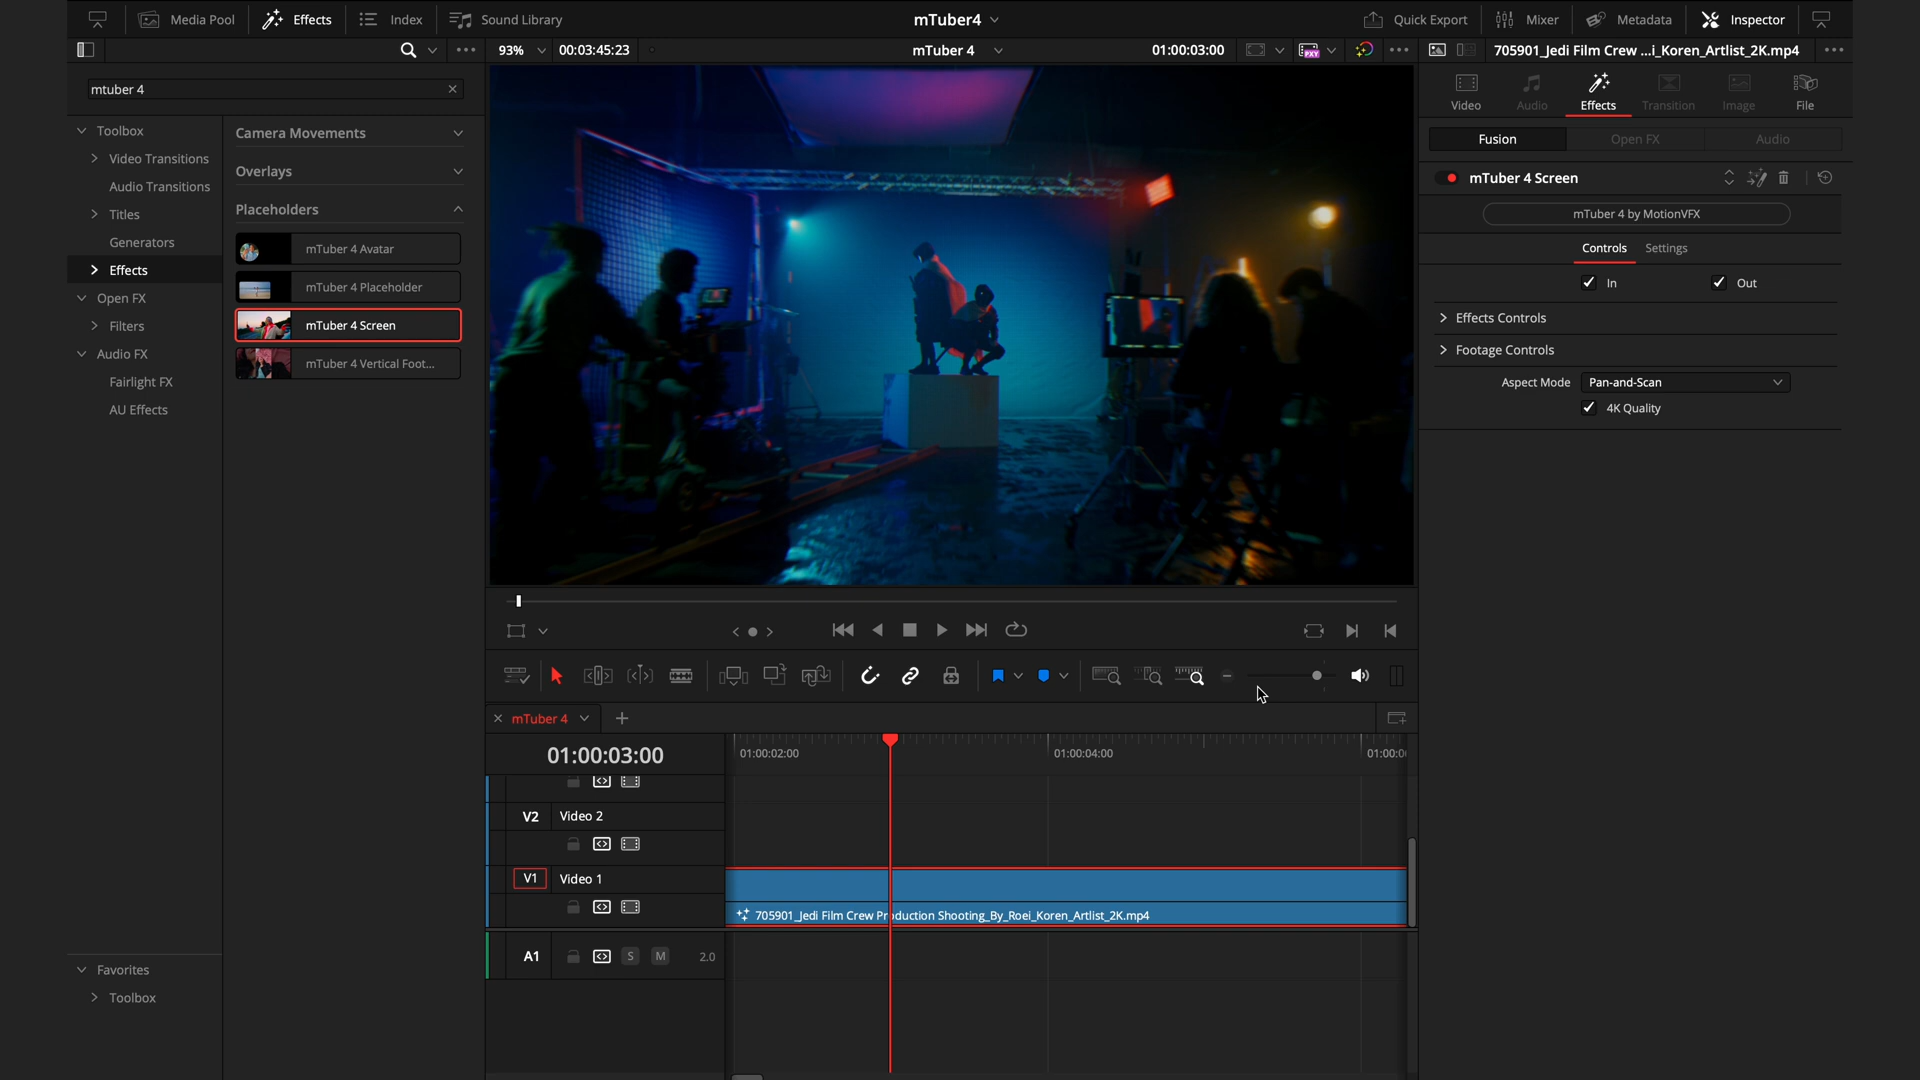 Media Pool
Effects
Index
Sound Library
mTuber4
Quick Export
Mixer
Metadata
Inspector
93%
00:03:45:23
mTuber 4
01:00:03:00
PXY
705901_Jedi Film Crew ...i_Koren_Artlist_2K.mp4
mtuber 4
Toolbox
Video Transitions
Audio Transitions
Titles
Generators
Effects
Open FX
Filters
Audio FX
Fairlight FX
AU Effects
Favorites
Toolbox
Camera Movements
Overlays
Placeholders
mTuber 4 Avatar
mTuber 4 Placeholder
mTuber 4 Screen
mTuber 4 Vertical Foot...
Video
Audio
Effects
Transition
Image
File
Fusion
Open FX
Audio
mTuber 4 Screen
mTuber 4 by MotionVFX
Controls
Settings
In
Out
Effects Controls
Footage Controls
Aspect Mode
Pan-and-Scan
4K Quality
mTuber 4
01:00:03:00
01:00:02:00
01:00:04:00
01:00:0
V2
Video 2
V1
Video 1
705901_Jedi Film Crew Production Shooting_By_Roei_Koren_Artlist_2K.mp4
A1
S
M
2.0